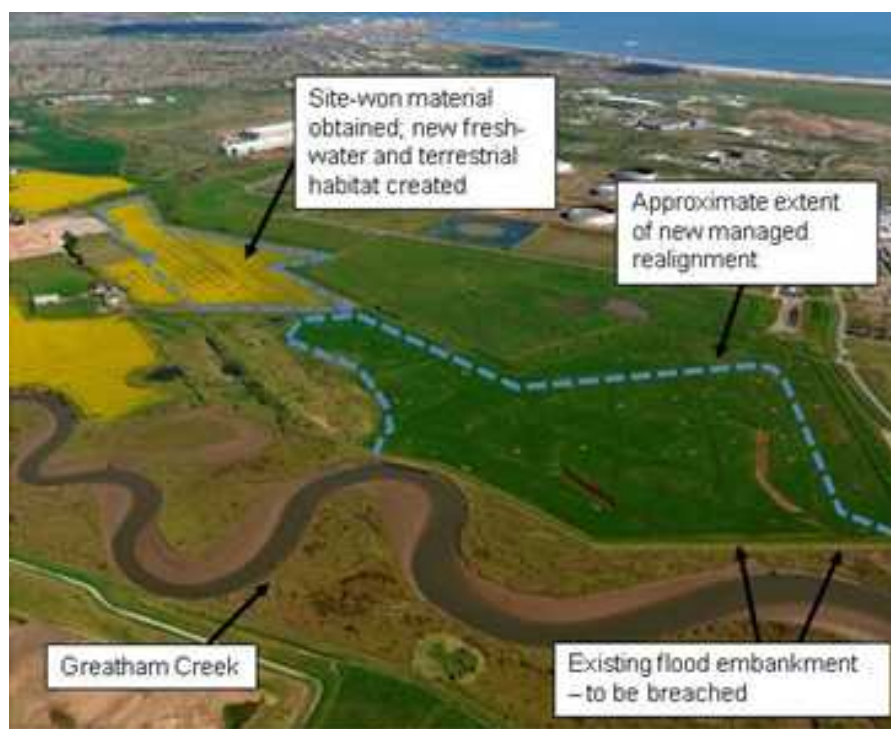 Site-won material
obtained; new fresh-
water and terrestrial
habitat created
Approximate extent
of new managed
realignment
Greatham Creek
Existing flood embankment
– to be breached